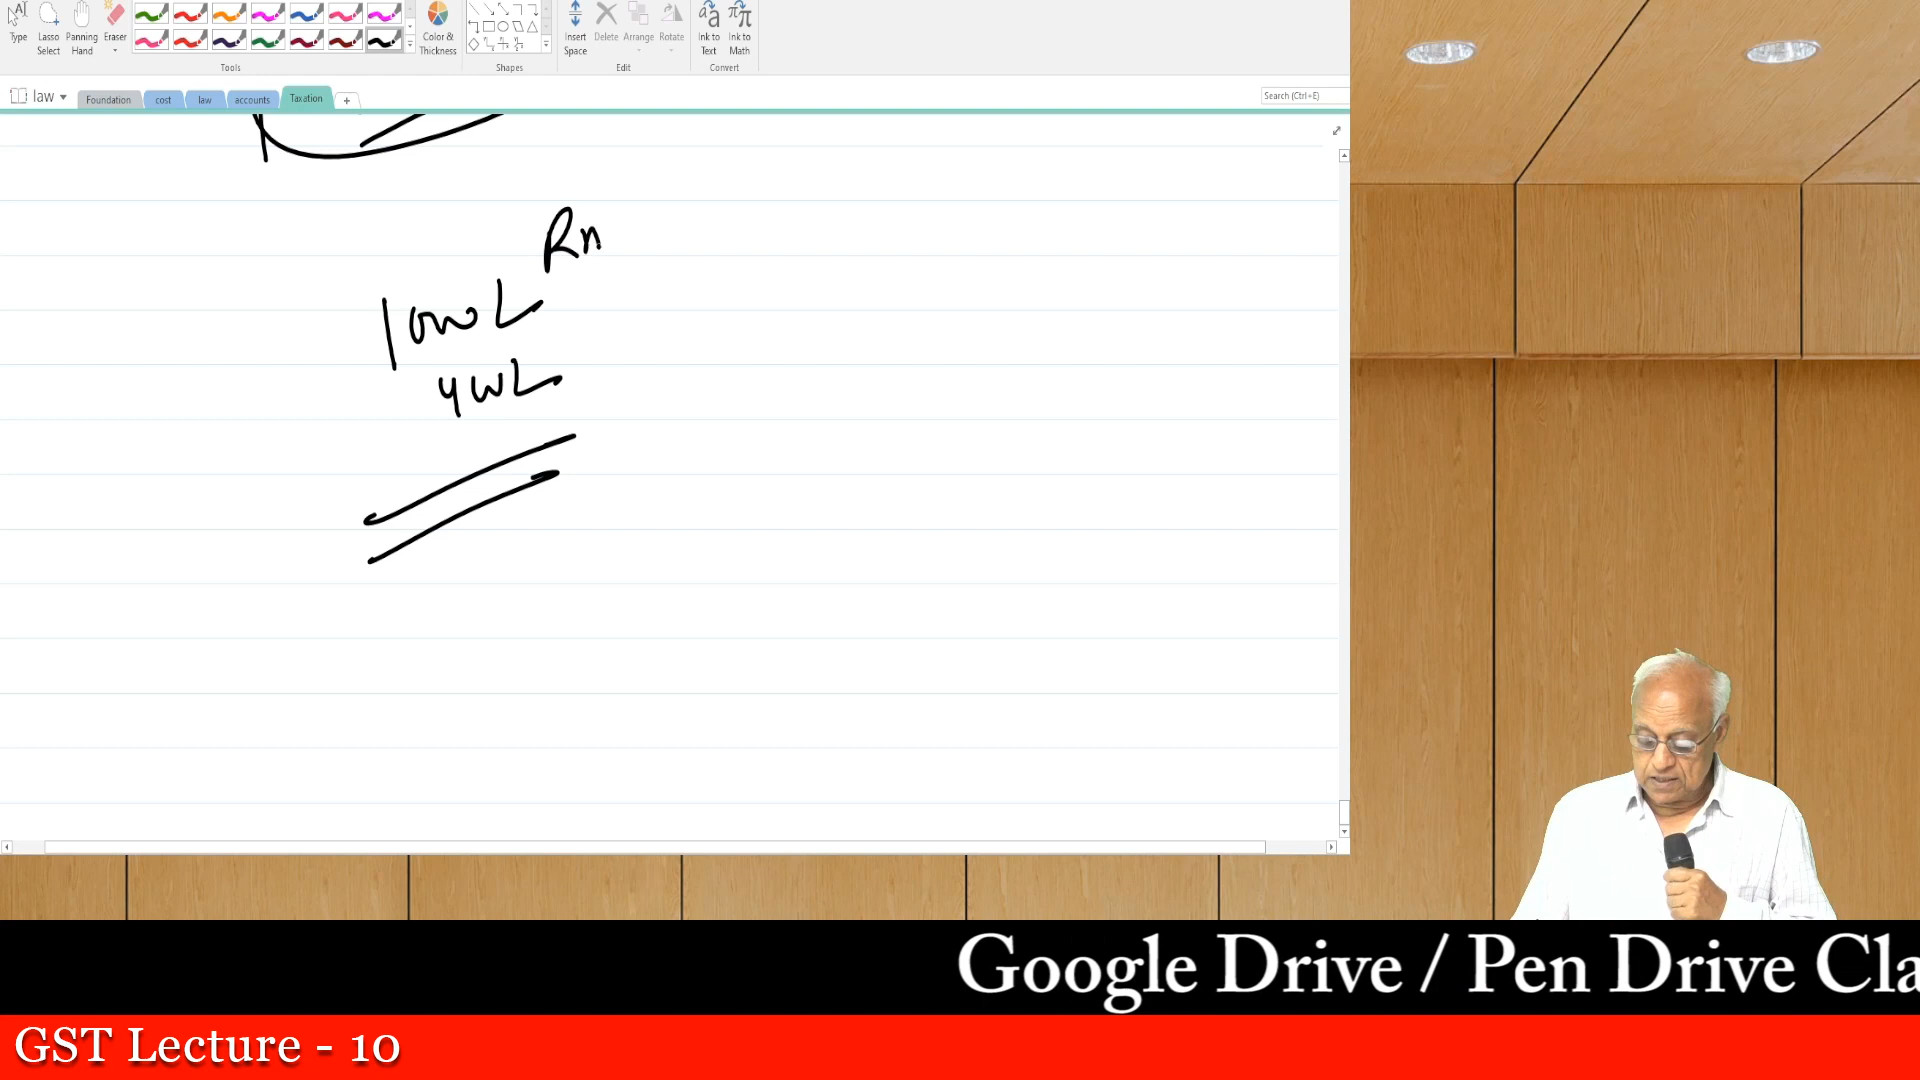 Type
Lasso Select
Panning Hand
Eraser
Color & Thickness
Insert Space
Delete
Arrange
Rotate
Ink to Text
Ink to Math
Tools
Shapes
Edit
Convert
law
Foundation
cost
law
accounts
Taxation
Search (Ctrl+E)
Rn
Google Drive / Pen Drive Cla
GST Lecture - 10